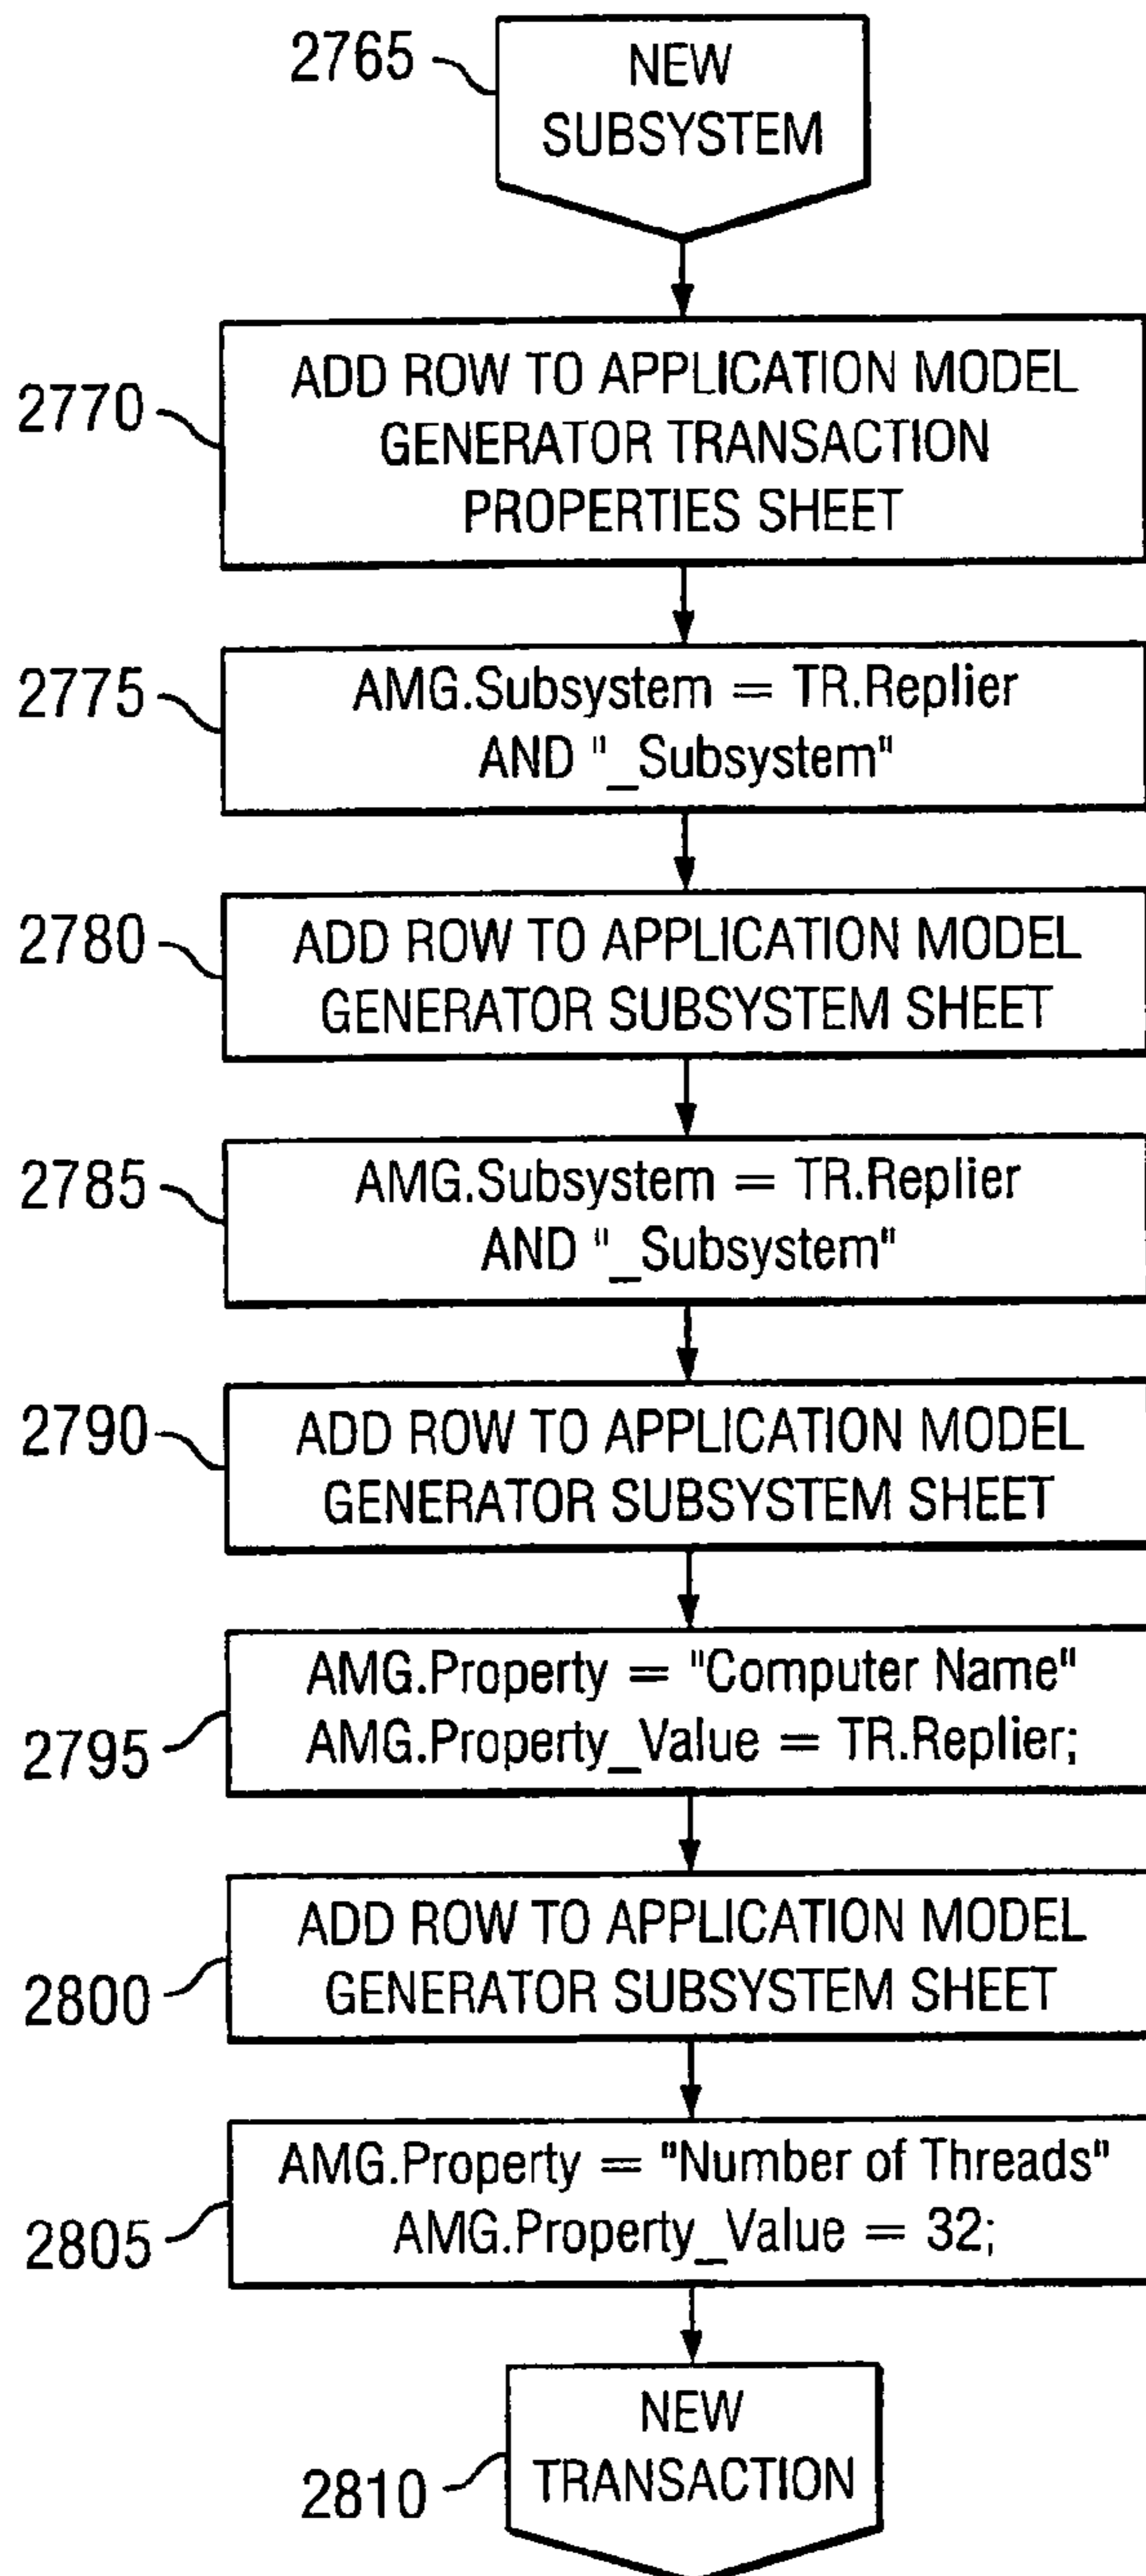 2765
NEW
SUBSYSTEM
2770
ADD ROW TO APPLICATION MODEL
GENERATOR TRANSACTION
PROPERTIES SHEET
2775
AMG.Subsystem = TR.Replier
AND "_Subsystem"
2780
ADD ROW TO APPLICATION MODEL
GENERATOR SUBSYSTEM SHEET
2785
AMG.Subsystem = TR.Replier
AND "_Subsystem"
2790
ADD ROW TO APPLICATION MODEL
GENERATOR SUBSYSTEM SHEET
2795
AMG.Property = "Computer Name"
AMG.Property_Value = TR.Replier;
2800
ADD ROW TO APPLICATION MODEL
GENERATOR SUBSYSTEM SHEET
2805
AMG.Property = "Number of Threads"
AMG.Property_Value = 32;
2810
NEW
TRANSACTION